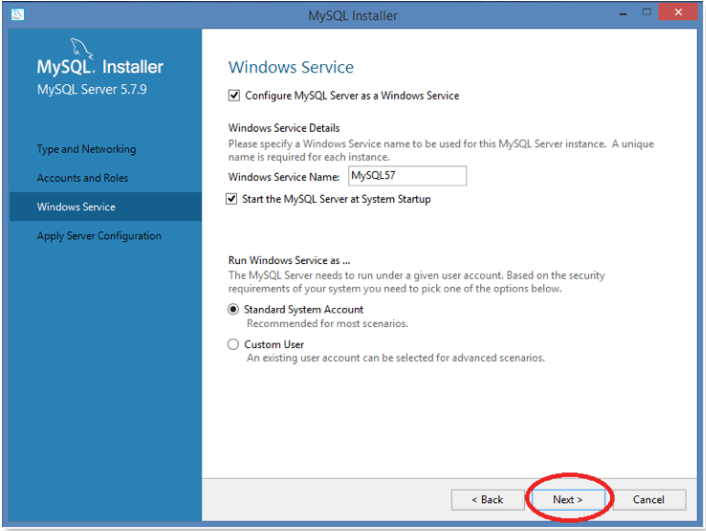 MySQL Installer
MySQL. Installer
MySQL Server 5.7.9
Type and Networking
Accounts and Roles
Windows Service
Apply Server Configuration
Windows Service
Configure MySQL Server as a Windows Service
Windows Service Details
Please specify a Windows Service name to be used for this MySQL Server instance. A unique
name is required for each instance.
Windows Service Name: MySQL57
Start the MySQL Server at System Startup
Run Windows Service as ...
The MySQL Server needs to run under a given user account. Based on the security
requirements of your system you need to pick one of the options below.
Standard System Account
Recommended for most scenarios.
Custom User
An existing user account can be selected for advanced scenarios.
< Back Next > Cancel